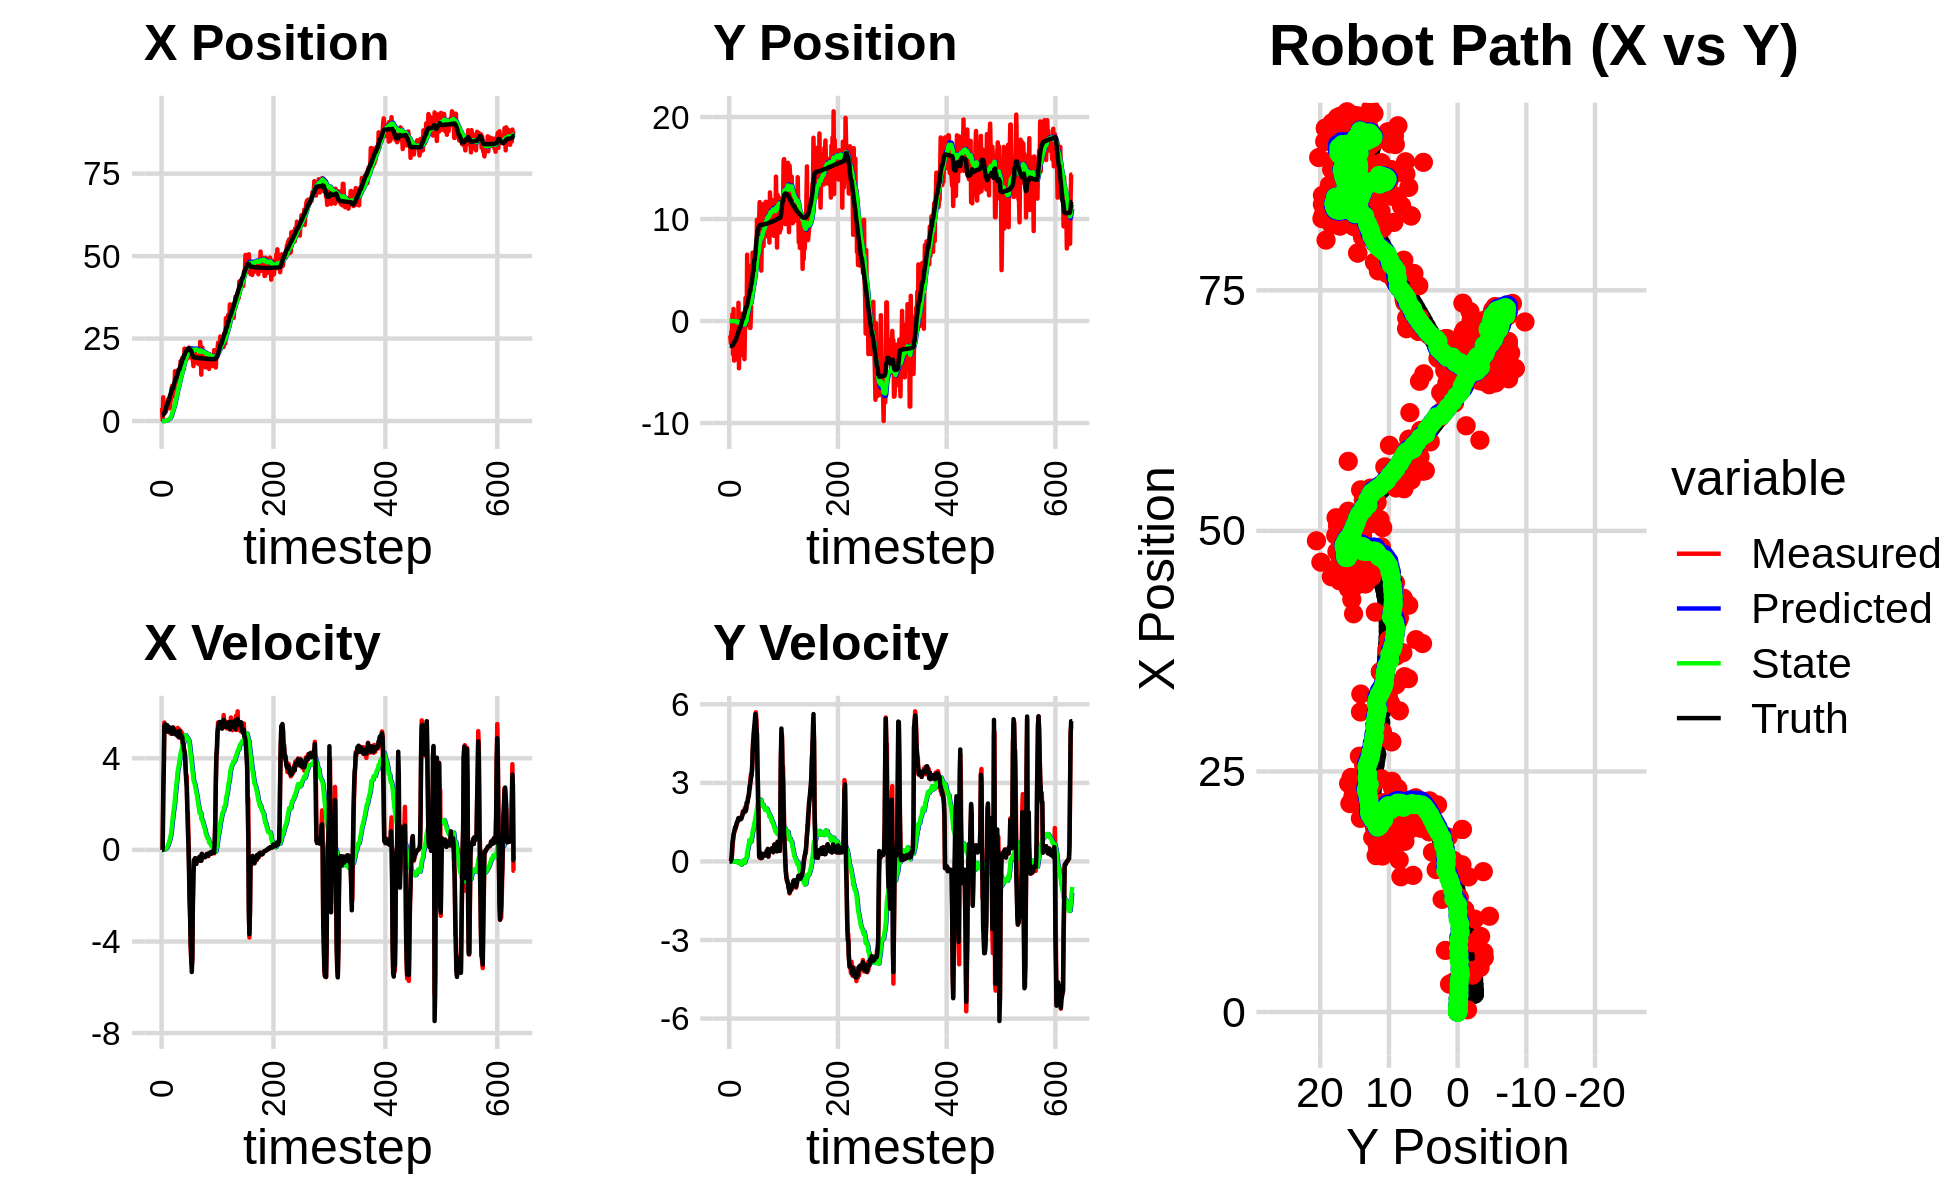 X Position
75
50
25
0
0 200 400 600
timestep
Y Position
20
10
0
-10
0 200 400 600
timestep
X Velocity
4
0
-4
-8
0 200 400 600
timestep
Y Velocity
6
3
0
-3
-6
0 200 400 600
timestep
Robot Path (X vs Y)
X Position
75
50
25
0
20 10 0 -10 -20
Y Position
variable
Measured
Predicted
State
Truth